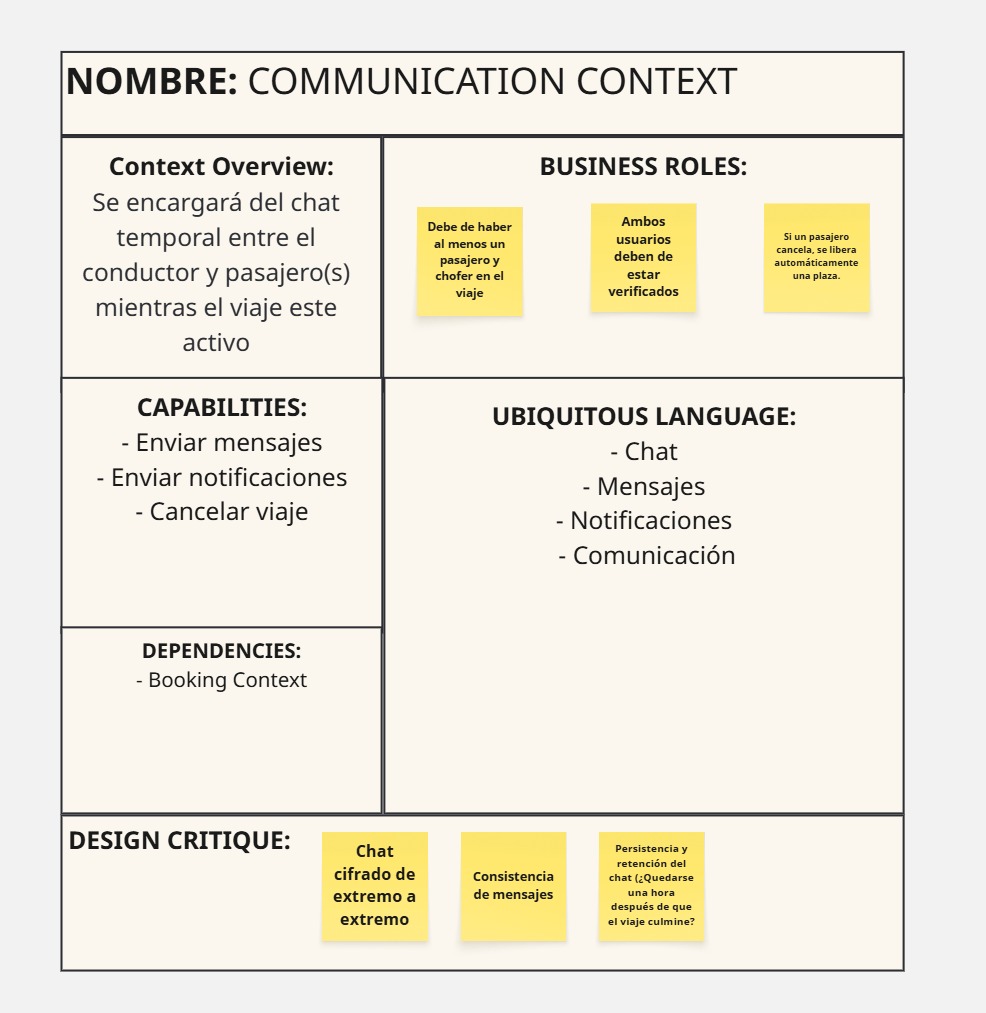 NOMBRE: COMMUNICATION CONTEXT
Context Overview:
Se encargará del chat
temporal entre el
conductor y pasajero(s)
mientras el viaje este
activo
BUSINESS ROLES:
Debe de haber
al menos un
pasajero y
chofer en el
viaje
Ambos
usuarios
deben de
estar
verificados
Si un pasajero
cancela, se libera
automáticamente
una plaza.
CAPABILITIES:
- Enviar mensajes
- Enviar notificaciones
- Cancelar viaje
UBIQUITOUS LANGUAGE:
- Chat
- Mensajes
- Notificaciones
- Comunicación
DEPENDENCIES:
- Booking Context
DESIGN CRITIQUE:
Chat
cifrado de
extremo a
extremo
Consistencia
de mensajes
Persistencia y
retención del
chat (¿Quedarse
una hora
después de que
el viaje culmine?